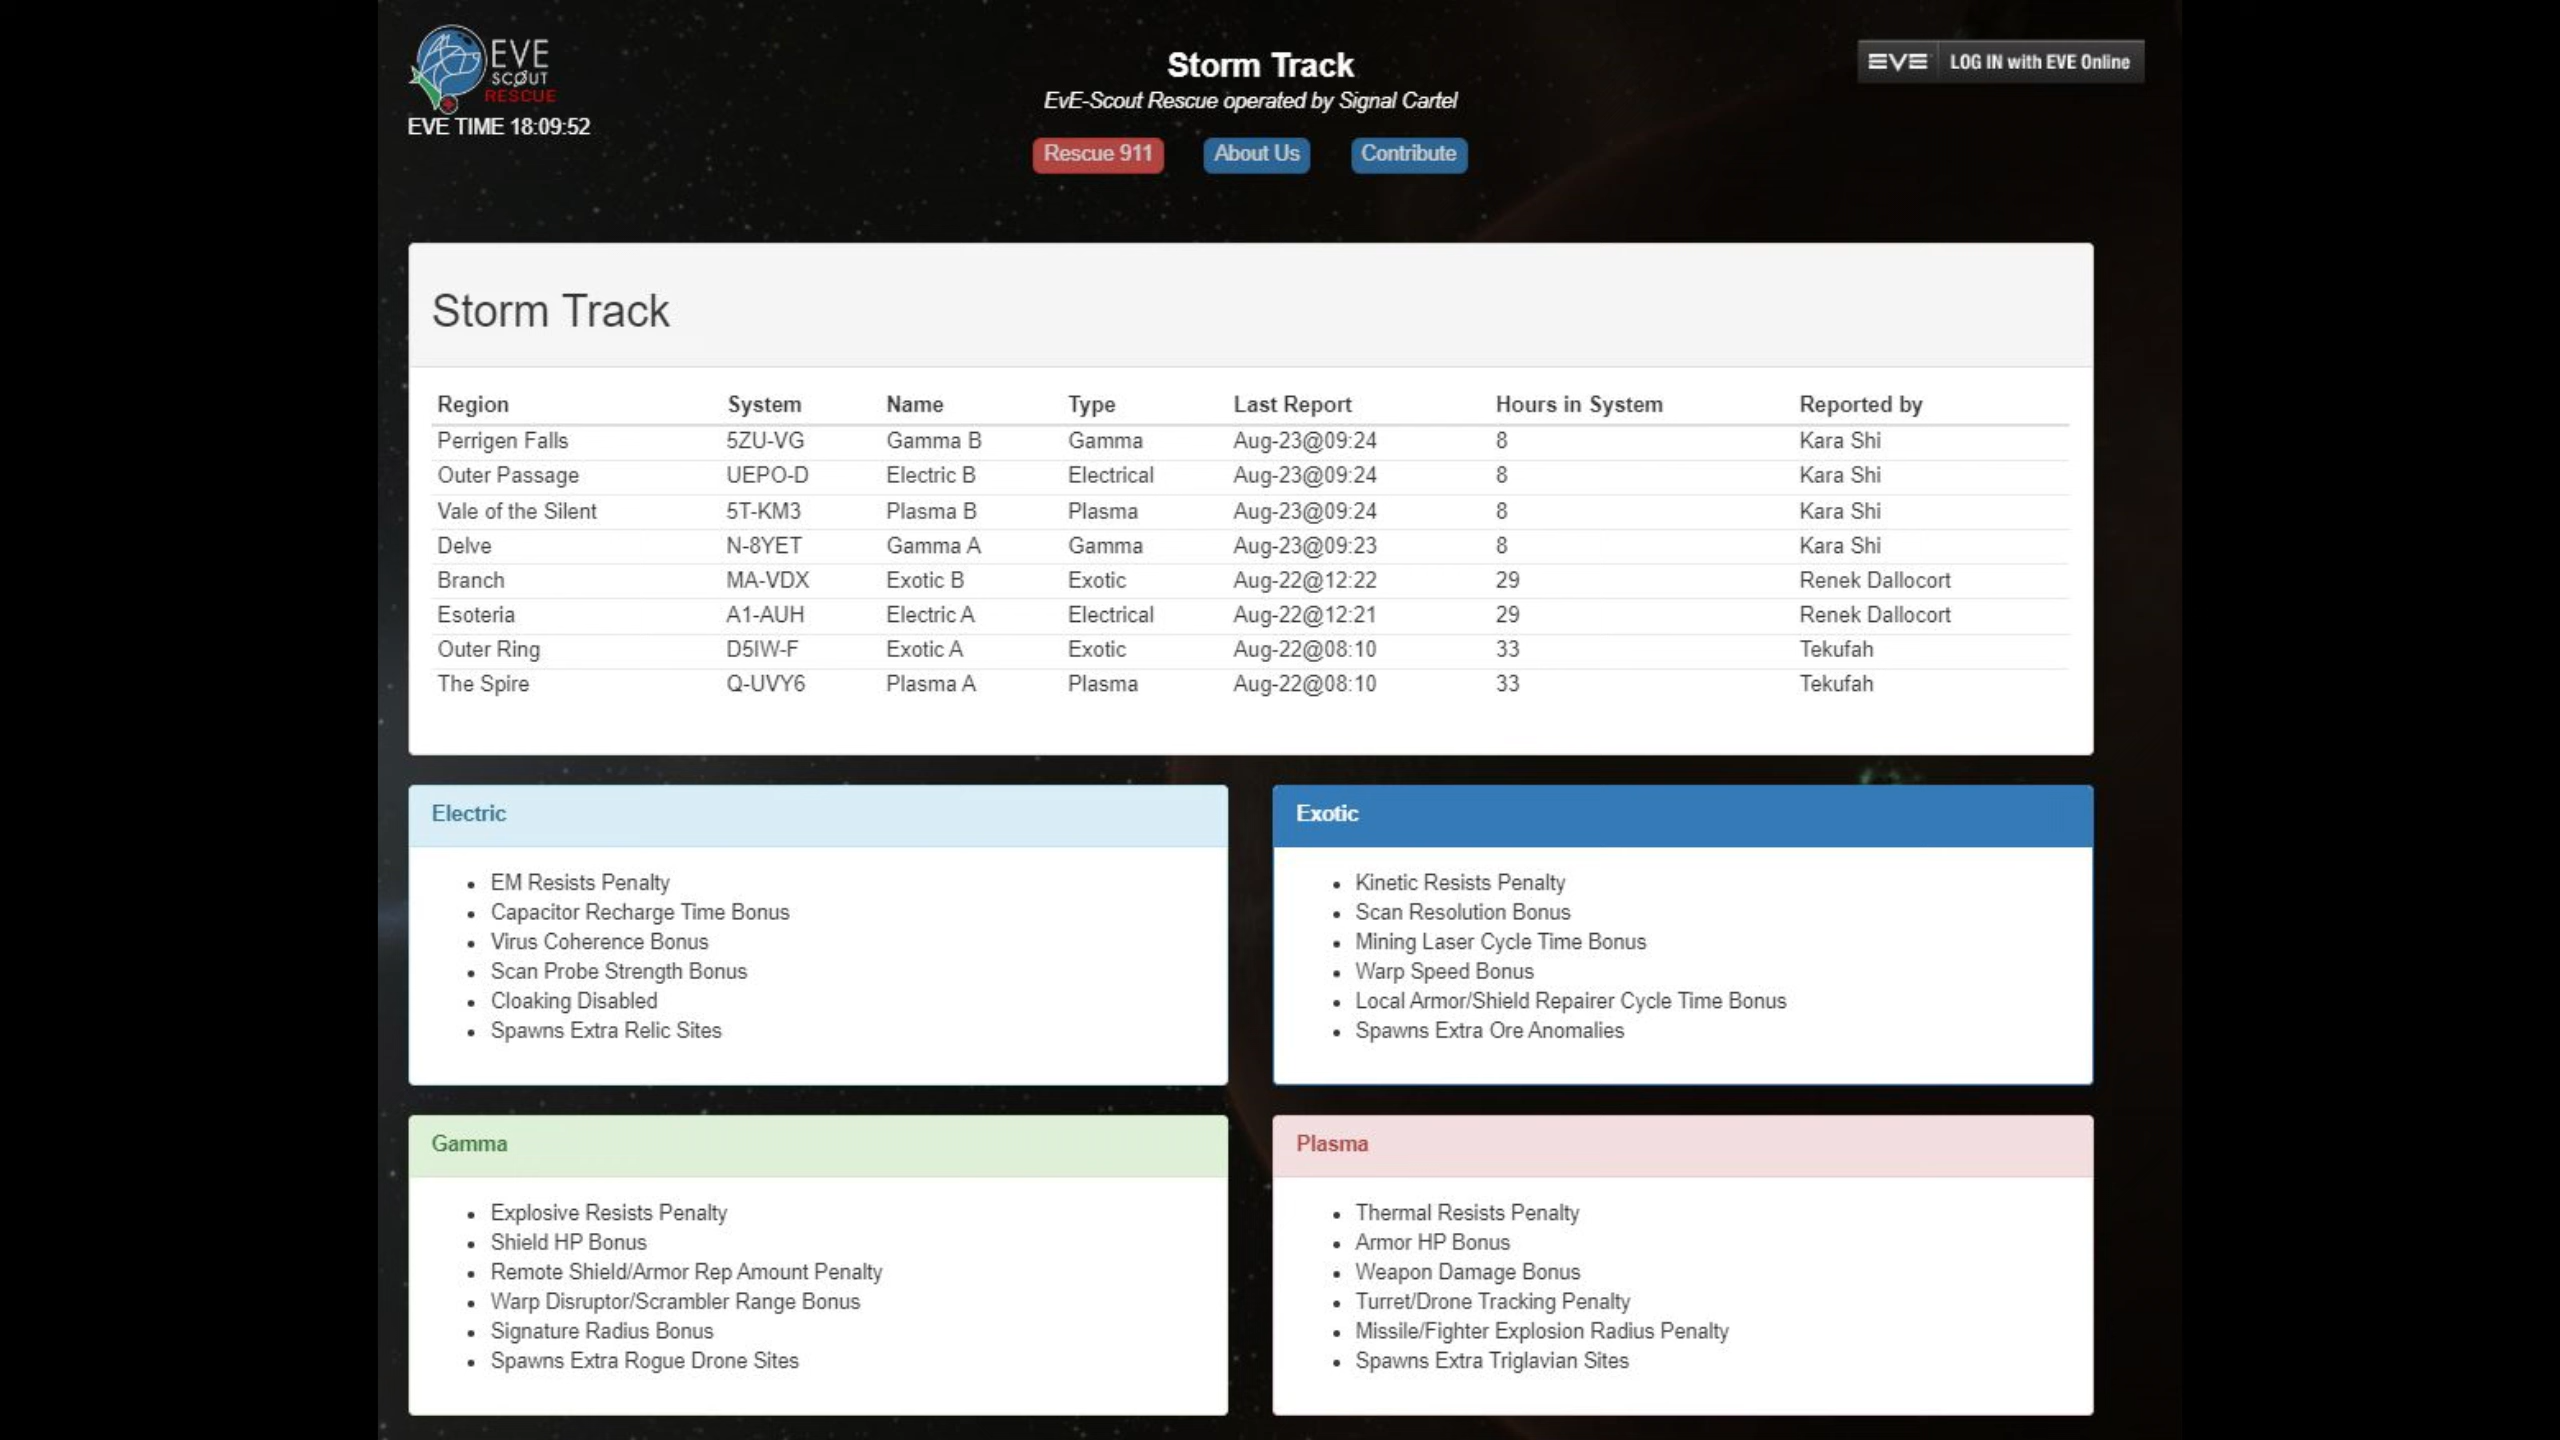 EVE
SCOUT
RESCUE
EVE TIME 18:09:52
Storm Track
EvE-Scout Rescue operated by Signal Cartel
EVE LOG IN with EVE Online
Rescue 911 About Us Contribute
Storm Track
Region System Name Type Last Report Hours in System Reported by
Perrigen Falls 5ZU-VG Gamma B Gamma Aug-23@09:24 8 Kara Shi
Outer Passage UEPO-D Electric B Electrical Aug-23@09:24 8 Kara Shi
Vale of the Silent 5T-KM3 Plasma B Plasma Aug-23@09:24 8 Kara Shi
Delve N-8YET Gamma A Gamma Aug-23@09:23 8 Kara Shi
Branch MA-VDX Exotic B Exotic Aug-22@12:22 29 Renek Dallocort
Esoteria A1-AUH Electric A Electrical Aug-22@12:21 29 Renek Dallocort
Outer Ring D5IW-F Exotic A Exotic Aug-22@08:10 33 Tekufah
The Spire Q-UVY6 Plasma A Plasma Aug-22@08:10 33 Tekufah
Electric
EM Resists Penalty
Capacitor Recharge Time Bonus
Virus Coherence Bonus
Scan Probe Strength Bonus
Cloaking Disabled
Spawns Extra Relic Sites
Exotic
Kinetic Resists Penalty
Scan Resolution Bonus
Mining Laser Cycle Time Bonus
Warp Speed Bonus
Local Armor/Shield Repairer Cycle Time Bonus
Spawns Extra Ore Anomalies
Gamma
Explosive Resists Penalty
Shield HP Bonus
Remote Shield/Armor Rep Amount Penalty
Warp Disruptor/Scrambler Range Bonus
Signature Radius Bonus
Spawns Extra Rogue Drone Sites
Plasma
Thermal Resists Penalty
Armor HP Bonus
Weapon Damage Bonus
Turret/Drone Tracking Penalty
Missile/Fighter Explosion Radius Penalty
Spawns Extra Triglavian Sites